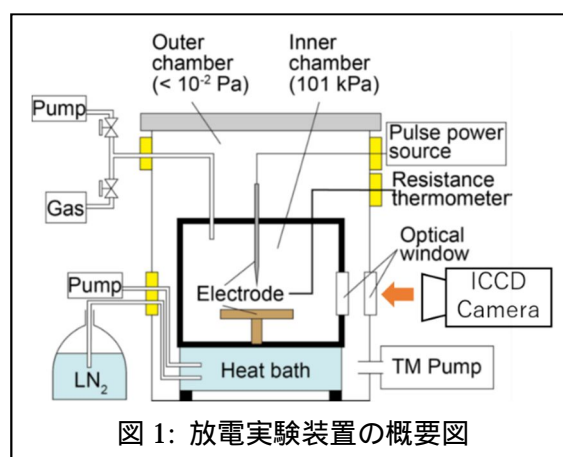 Outer
chamber
(< 10⁻² Pa)
Inner
chamber
(101 kPa)
Pump
Pulse power
source
Resistance
thermometer
Gas
Optical
window
Pump
Electrode
ICCD
Camera
LN₂
Heat bath
TM Pump
図 1: 放電実験装置の概要図